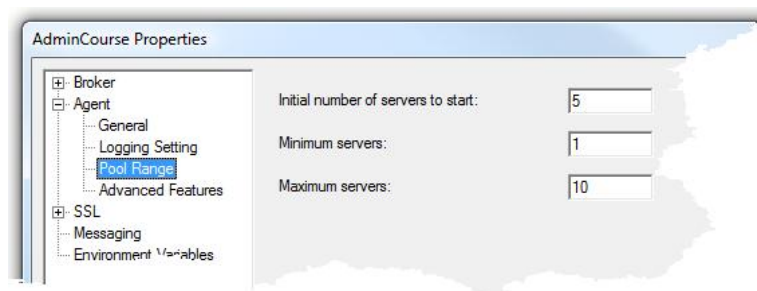 AdminCourse Properties
Broker
Agent
General
Logging Setting
Pool Range
Advanced Features
SSL
Messaging
Environment Variables
Initial number of servers to start: 5
Minimum servers: 1
Maximum servers: 10